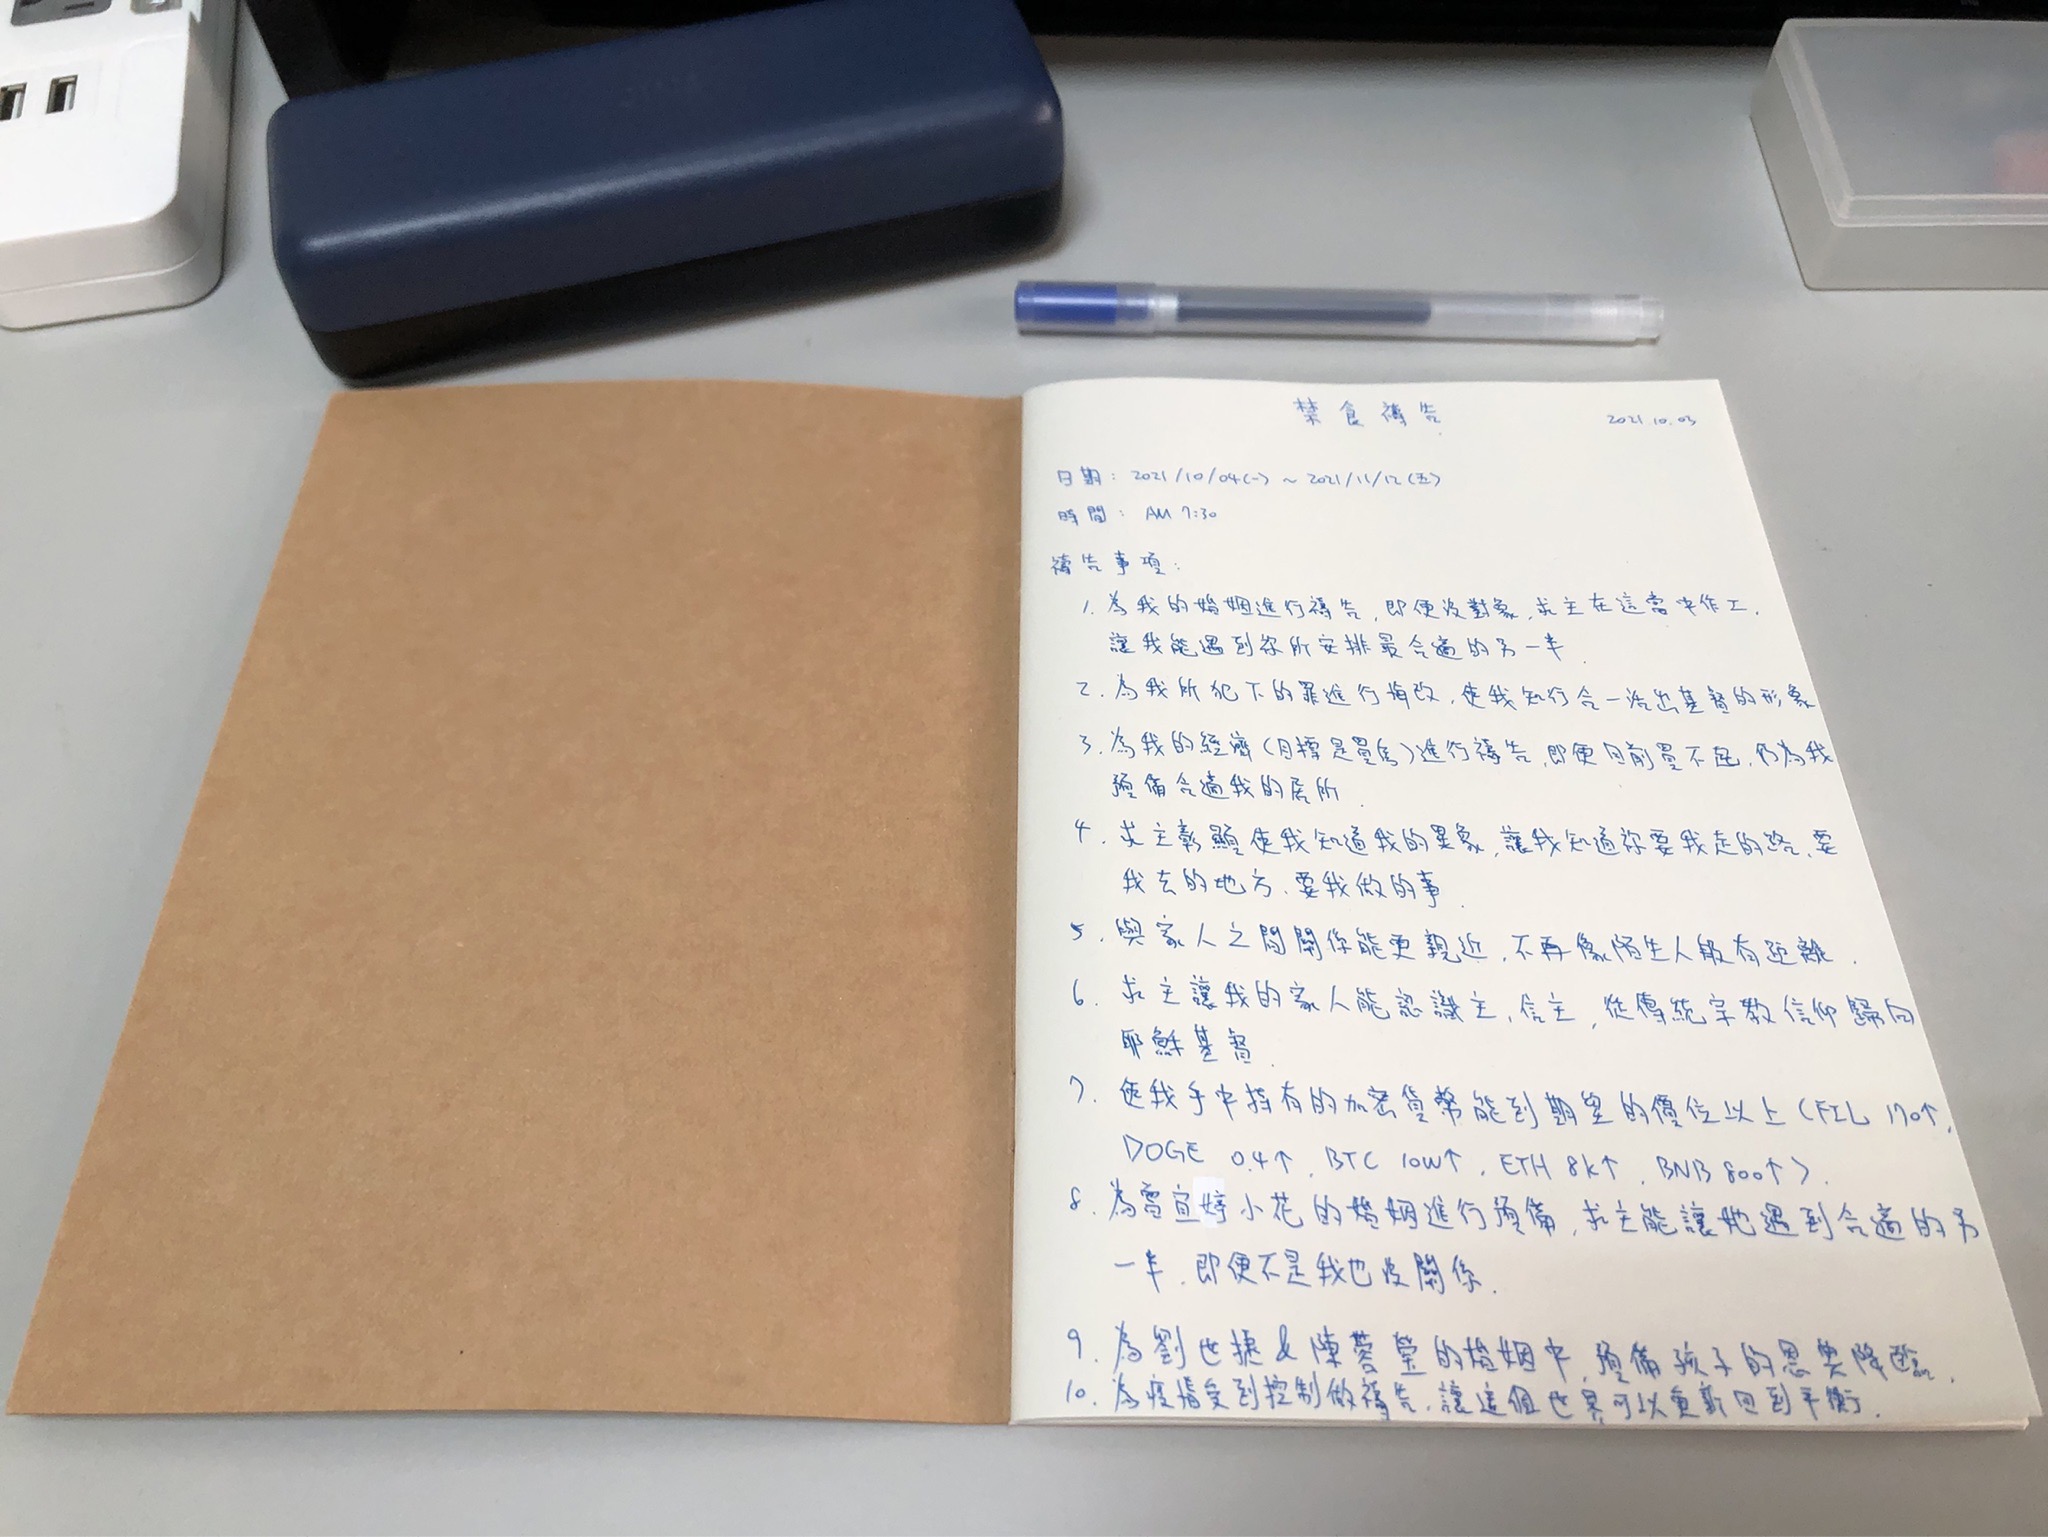 禁食禱告
2021.10.03
日期：2021/10/04(一) ~ 2021/11/12(五)
時間：AM 7:30
禱告事項：
1. 為我的婚姻進行禱告，即便沒對象，求主在這當中作工，
讓我能遇到祢所安排最合適的另一半．
2. 為我所犯下的罪進行悔改，使我知行合一活出基督的形象
3. 為我的經濟(目標是買房)進行禱告，即便目前買不起，仍為我
預備合適我的居所．
4. 求主彰顯使我知道我的異象，讓我知道祢要我走的路、要
我去的地方、要我做的事．
5. 與家人之間關係能更親近，不再像陌生人般有距離．
6. 求主讓我的家人能認識主，信主，從傳統宗教信仰歸向
耶穌基督．
7. 使我手中持有的加密貨幣能到期望的價位以上(FIL 170↑，
DOGE 0.4↑，BTC 10W↑，ETH 8K↑，BNB 800↑)．
8. 為雪宜婷小花的婚姻進行預備，求主能讓她遇到合適的另
一半，即便不是我也沒關係．
9. 為劉世捷&陳蓉瑩的婚姻中，預備孩子的恩典降臨．
10. 為疫情受到控制做禱告，讓這個世界可以更新回到平衡．